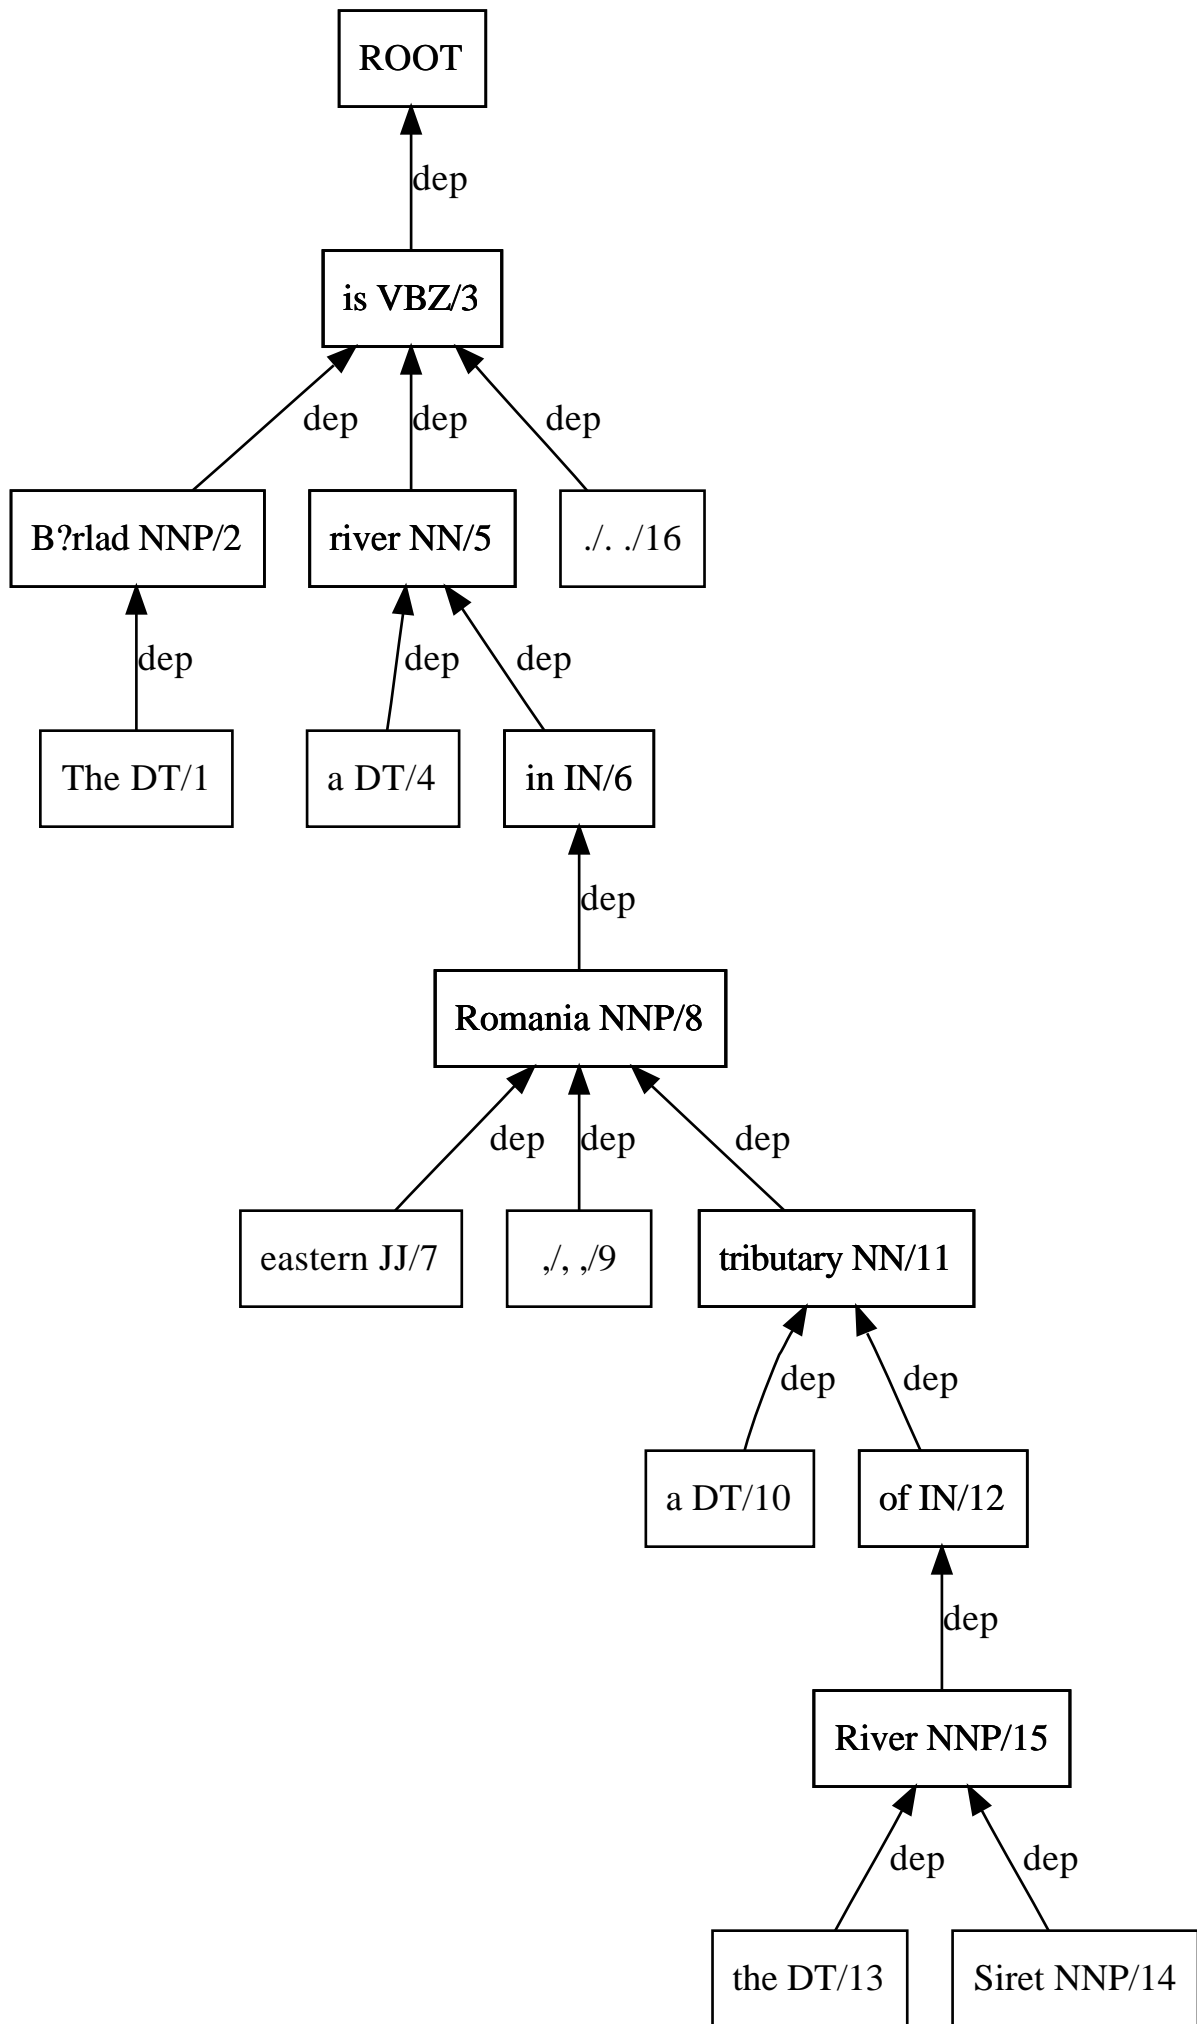 ROOT
dep
is VBZ/3
dep dep dep
B?rlad NNP/2 river NN/5 ./. ./16
dep dep dep
The DT/1 a DT/4 in IN/6
dep
Romania NNP/8
dep dep dep
eastern JJ/7 ,/, ,/9 tributary NN/11
dep dep
a DT/10 of IN/12
dep
River NNP/15
dep dep
the DT/13 Siret NNP/14